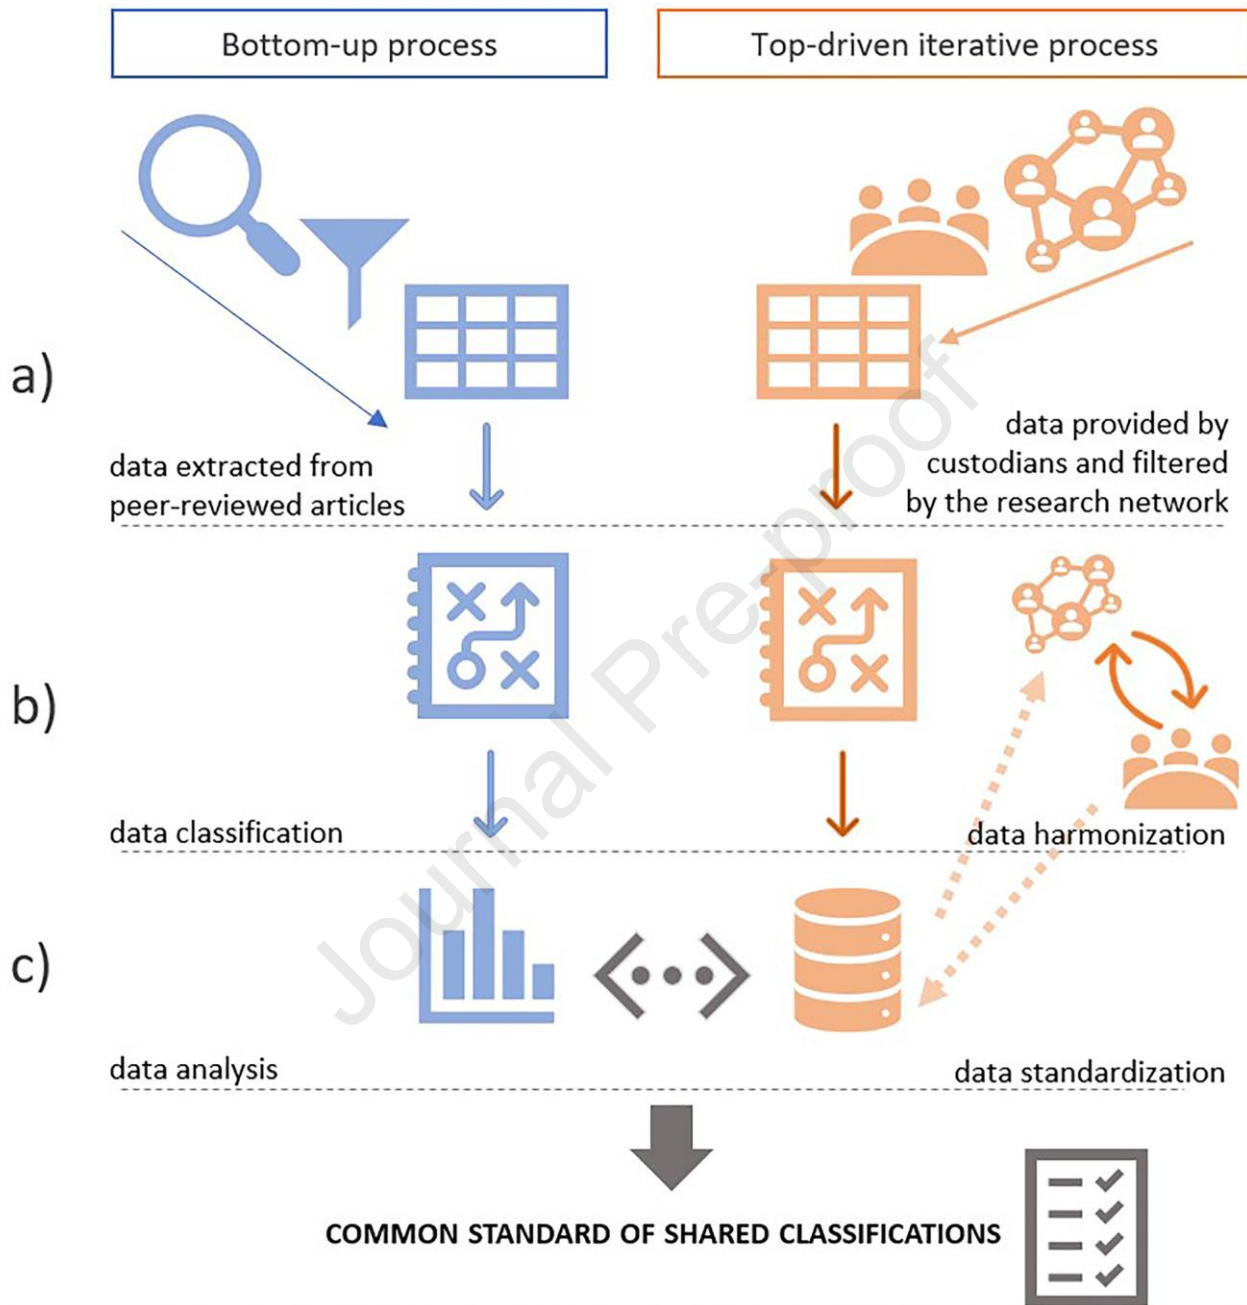 Bottom-up process
Top-driven iterative process
a)
data extracted from
peer-reviewed articles
data provided by
custodians and filtered
by the research network
b)
data classification
data harmonization
c)
data analysis
data standardization
COMMON STANDARD OF SHARED CLASSIFICATIONS
Journal Pre-proof